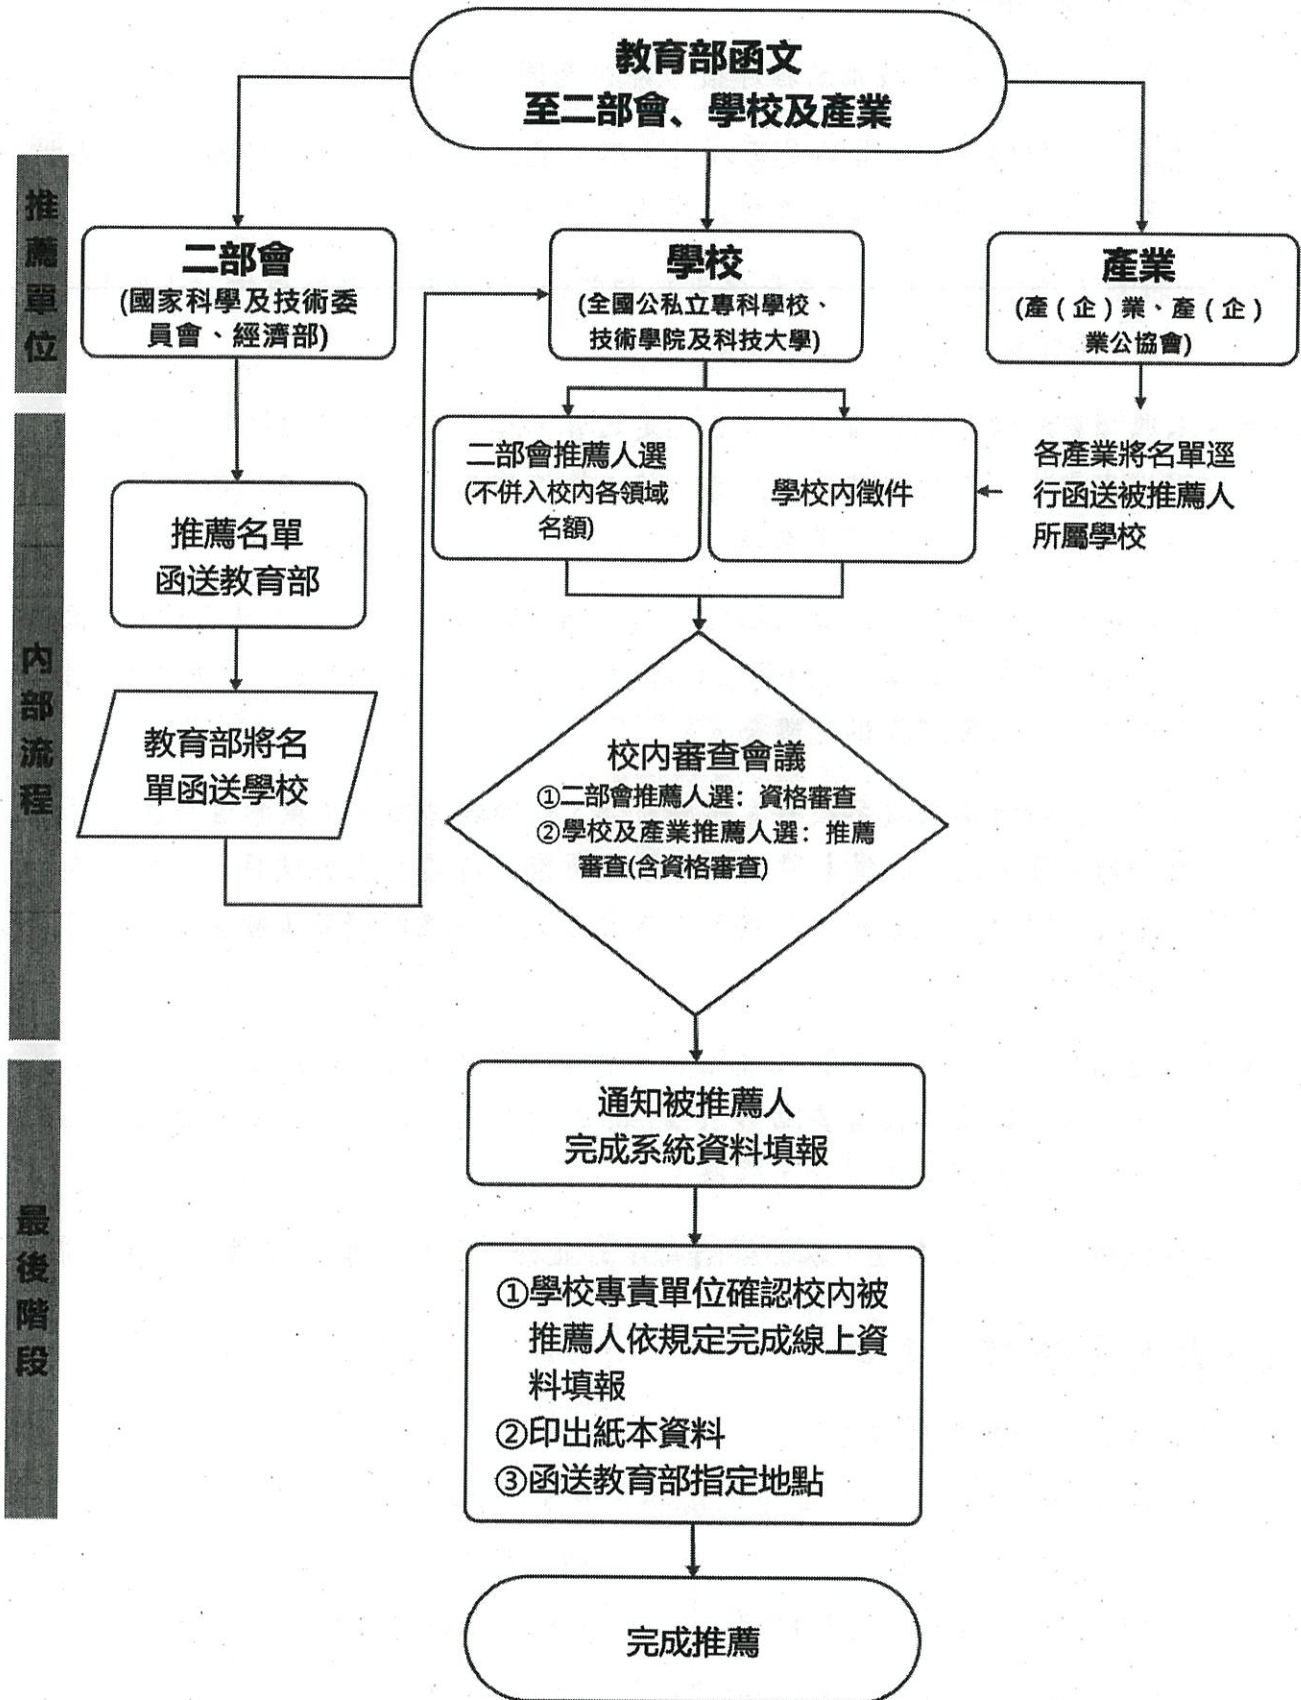 教育部函文
至二部會、學校及產業
推薦單位
二部會
(國家科學及技術委
員會、經濟部)
學校
(全國公私立專科學校、
技術學院及科技大學)
產業
(產(企)業、產(企)
業公協會)
內部流程
推薦名單
函送教育部
教育部將名
單函送學校
二部會推薦人選
(不併入校內各領域
名額)
學校內徵件
各產業將名單逕
行函送被推薦人
所屬學校
校內審查會議
①二部會推薦人選：資格審查
②學校及產業推薦人選：推薦
審查(含資格審查)
最後階段
通知被推薦人
完成系統資料填報
①學校專責單位確認校內被
推薦人依規定完成線上資
料填報
②印出紙本資料
③函送教育部指定地點
完成推薦